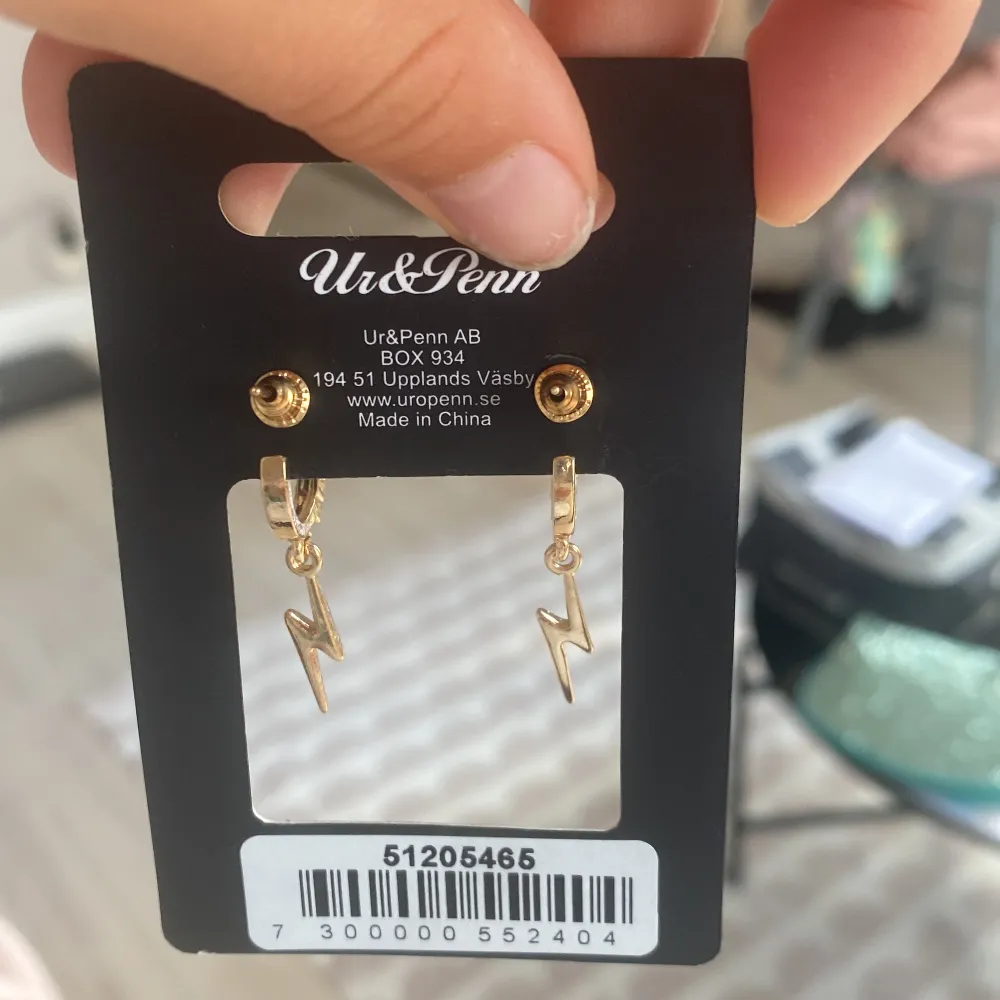 Ur&Penn
Ur&Penn AB
BOX 934
194 51 Upplands Väsby
www.uropenn.se
Made in China
51205465
7 300000 552404